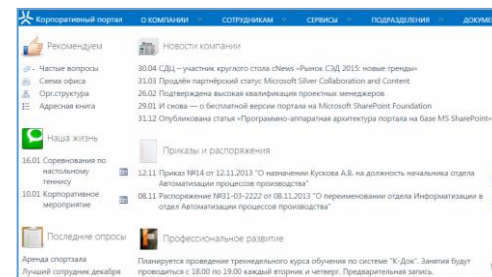 Корпоративный портал
О КОМПАНИИ
СОТРУДНИКАМ
СЕРВИСЫ
ПОДРАЗДЕЛЕНИЯ
ДОКУМЕ
Рекомендуем
Частые вопросы
Схема офиса
Орг.структура
Адресная книга
Наша жизнь
16.01 Соревнования по
настольному
теннису
10.01 Корпоративное
мероприятие
Последние опросы
Аренда спортзала
Лучший сотрудник декабря
Новости компании
30.04 СДЦ – участник круглого стола cNews «Рынок СЭД 2015: новые тренды»
31.03 Продлён партнёрский статус Microsoft Silver Collaboration and Content
26.02 Подтверждена высокая квалификация проектных менеджеров
29.01 И снова — о бесплатной версии портала на Microsoft SharePoint Foundation
31.12 Опубликована статья «Программно-аппаратная архитектура портала на базе MS SharePoint»
Приказы и распоряжения
12.11 Приказ №14 от 12.11.2013 "О назначении Кускова А.В. на должность начальника отдела
Автоматизации процессов производства"
08.11 Распоряжение №31-03-2222 от 08.11.2013 "О переименовании отдела Информатизации в
отдел Автоматизации процессов производства"
Профессиональное развитие
Планируется проведение трехнедельного курса обучения по системе "К-Док". Занятия будут
проводиться с 18.00 по 19.00 каждый вторник и четверг. Предварительная запись.